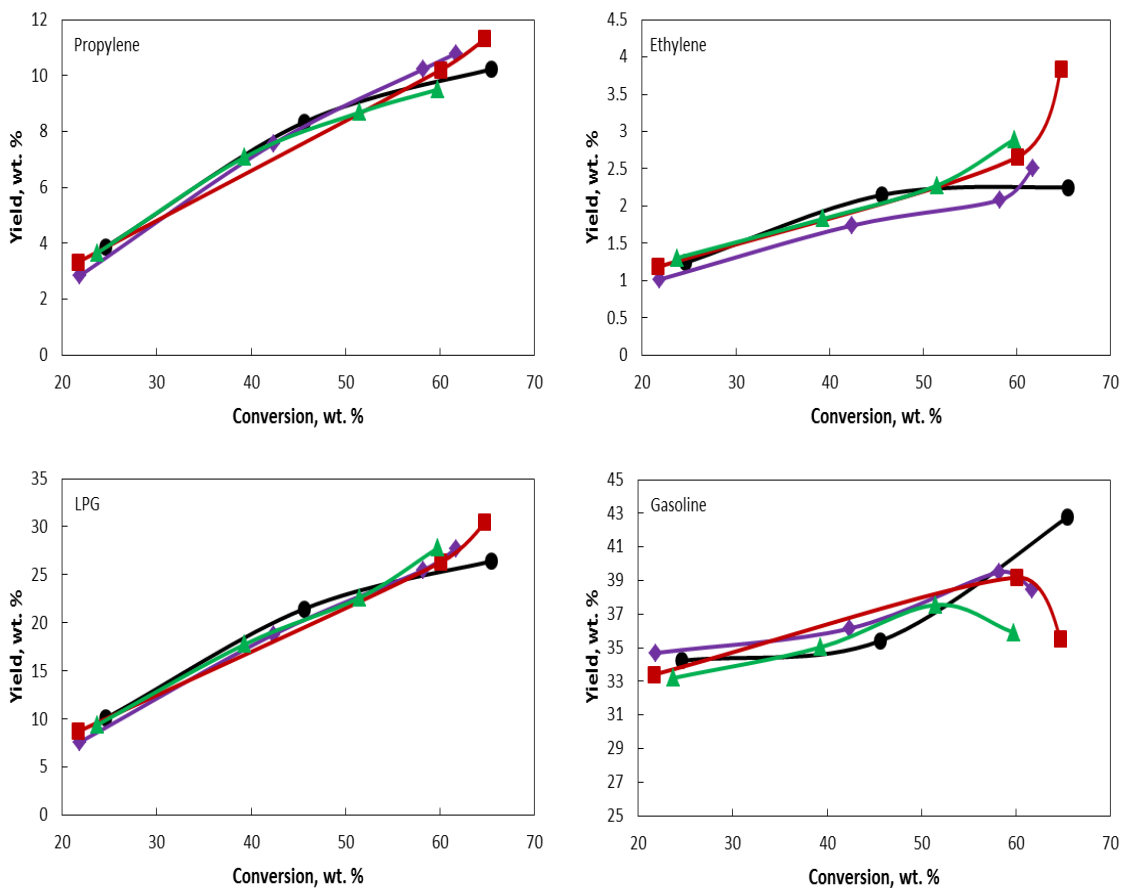 Propylene
Yield, wt. %
12
10
8
6
4
2
0
20 30 40 50 60 70
Conversion, wt. %
Ethylene
Yield, wt. %
4.5
4
3.5
3
2.5
2
1.5
1
0.5
0
20 30 40 50 60 70
Conversion, wt. %
LPG
Yield, wt. %
35
30
25
20
15
10
5
0
20 30 40 50 60 70
Conversion, wt. %
Gasoline
Yield, wt. %
45
43
41
39
37
35
33
31
29
27
25
20 30 40 50 60 70
Conversion, wt. %